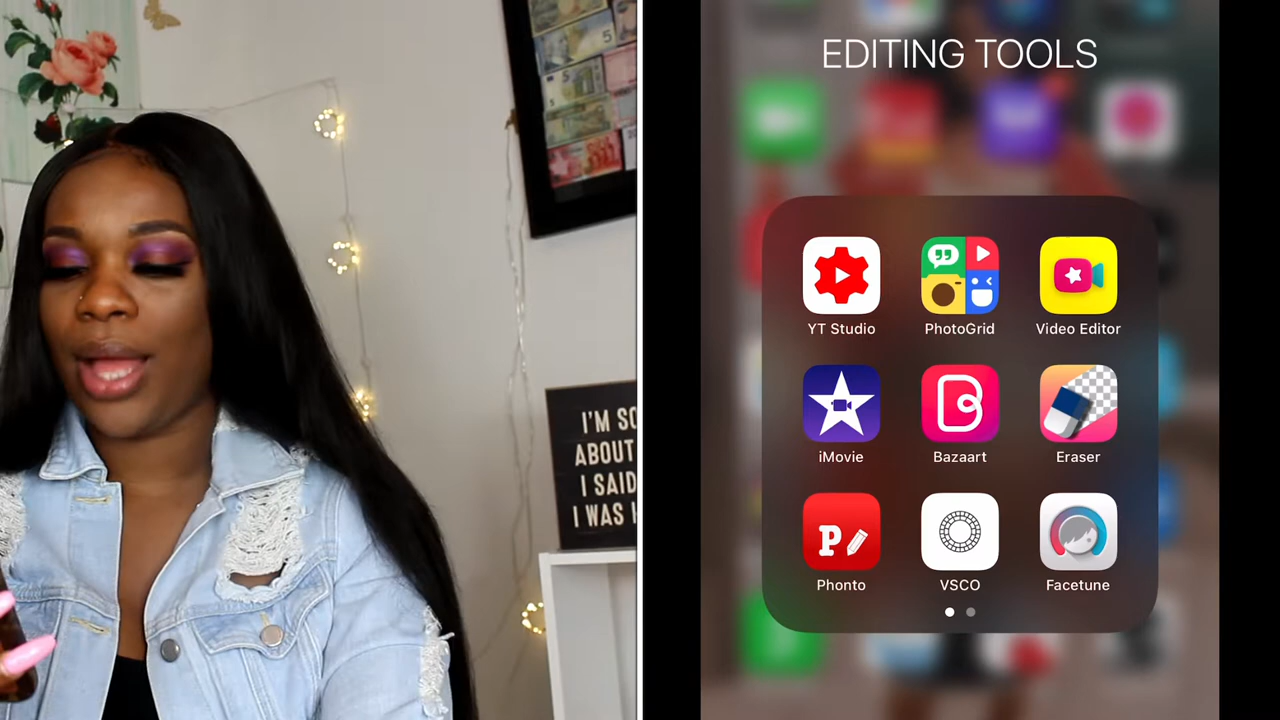 I'M SO
ABOUT
I SAID
I WAS
EDITING TOOLS
YT Studio
PhotoGrid
Video Editor
iMovie
Bazaart
Eraser
Phonto
VSCO
Facetune